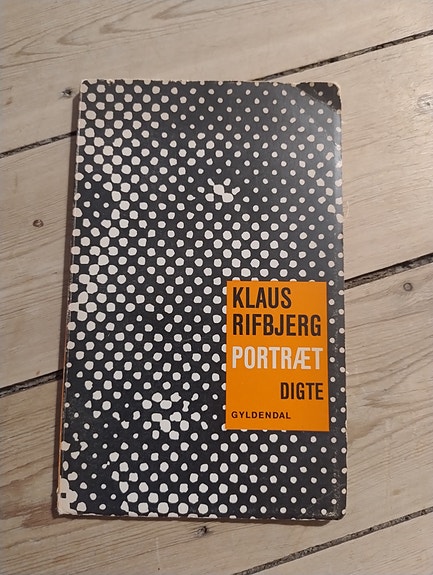 KLAUS
RIFBJERG
PORTRÆT
DIGTE
GYLDENDAL